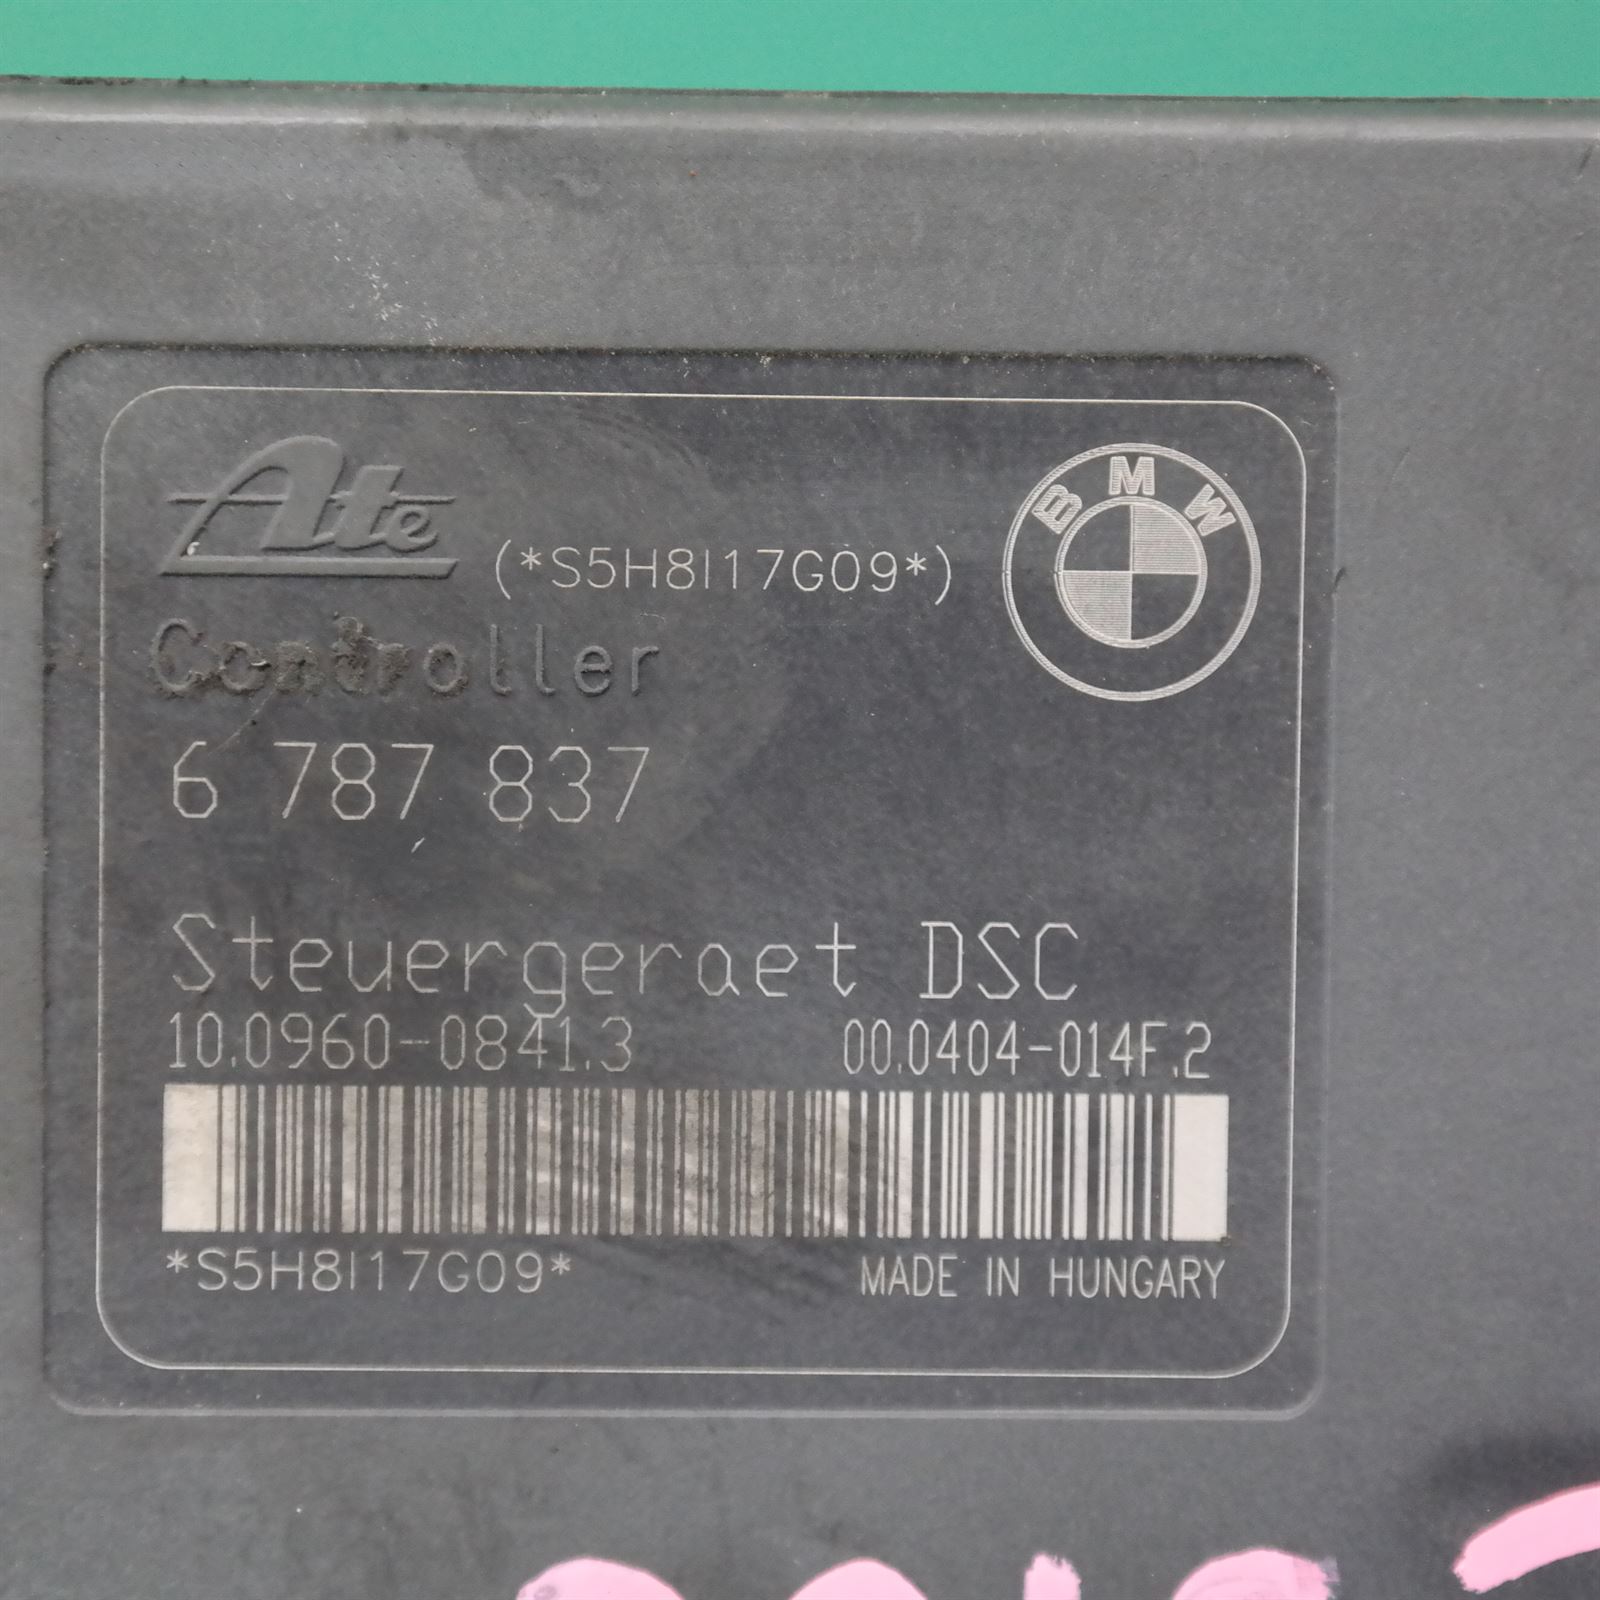 Ate (*S5H8I17G09*) BMW
Controller
6 787 837
Steuergeraet DSC
10.0960-0841.3 00.0404-014F.2
*S5H8I17G09* MADE IN HUNGARY